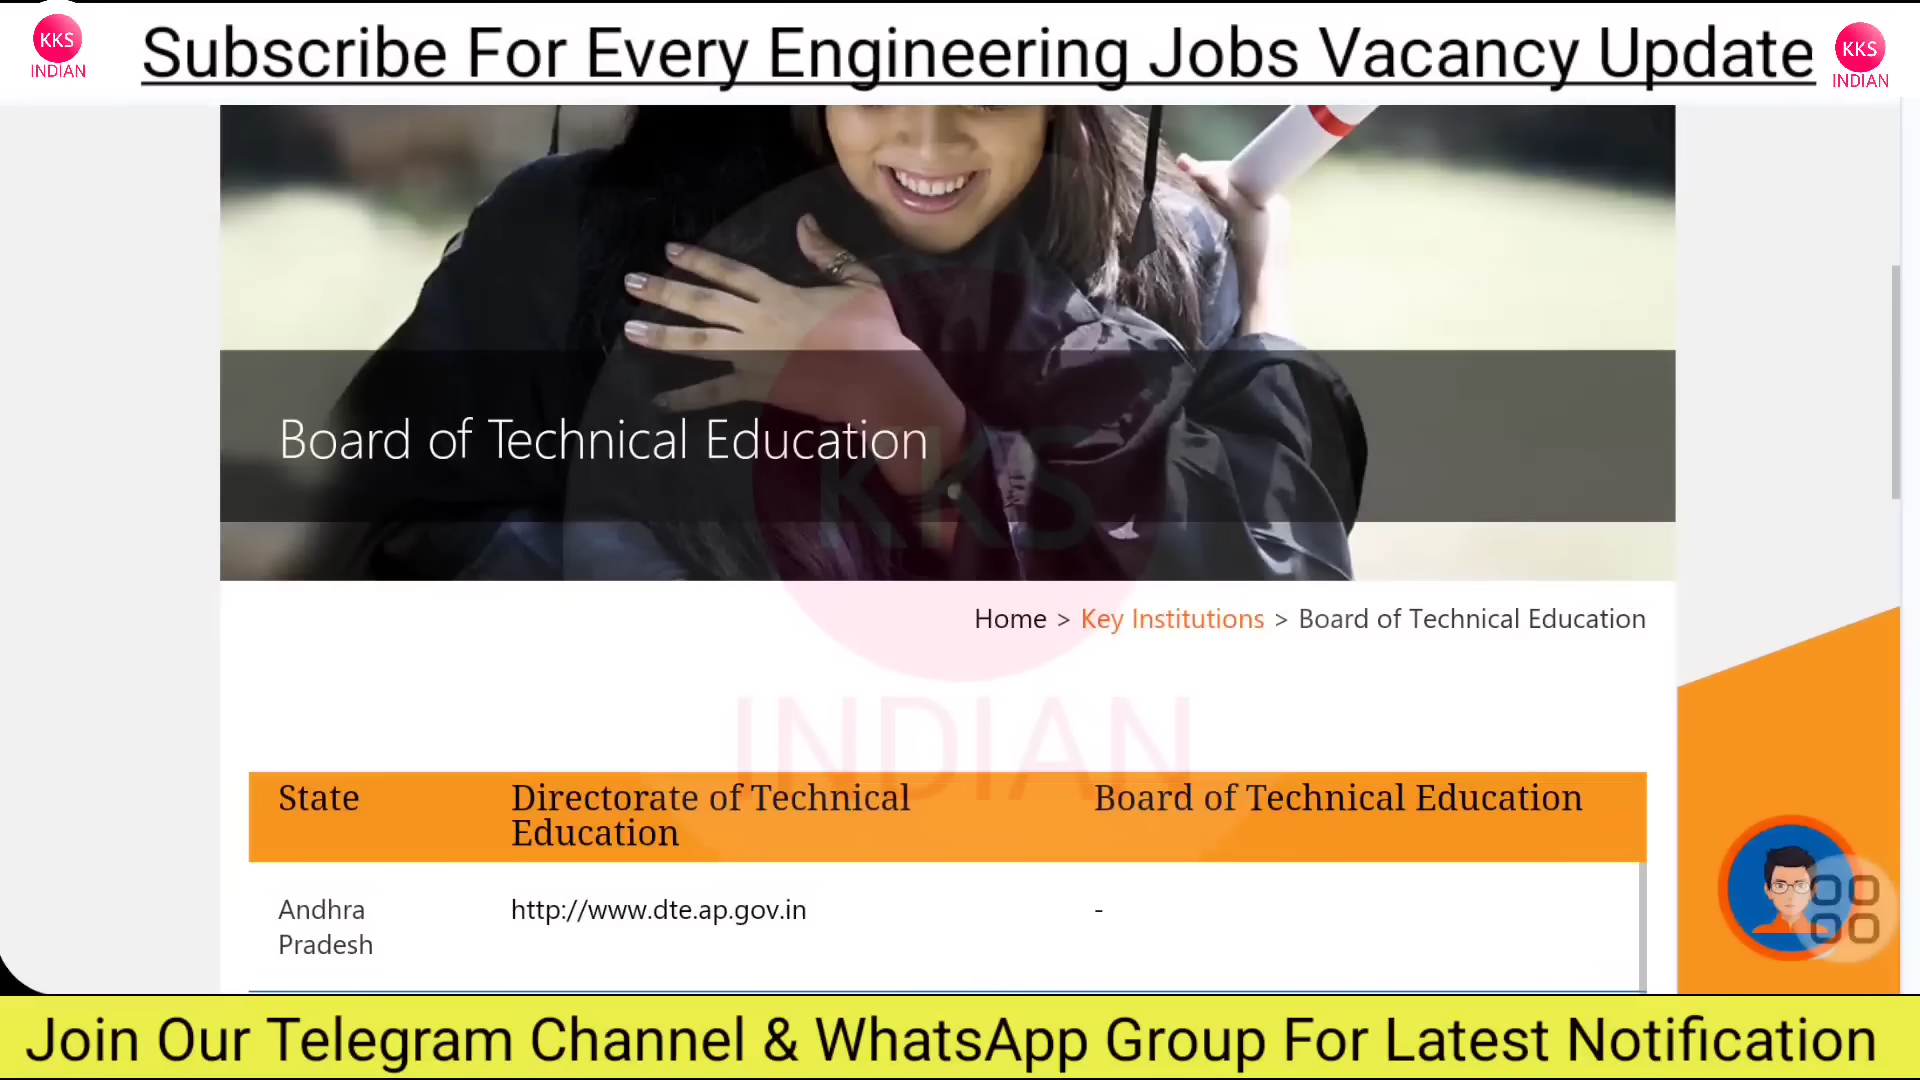 KKS
INDIAN
Subscribe For Every Engineering Jobs Vacancy Update
KKS
INDIAN
Board of Technical Education
KKS
INDIAN
Home > Key Institutions > Board of Technical Education
State
Directorate of Technical
Education
Board of Technical Education
Andhra
Pradesh
http://www.dte.ap.gov.in
-
Join Our Telegram Channel & WhatsApp Group For Latest Notification